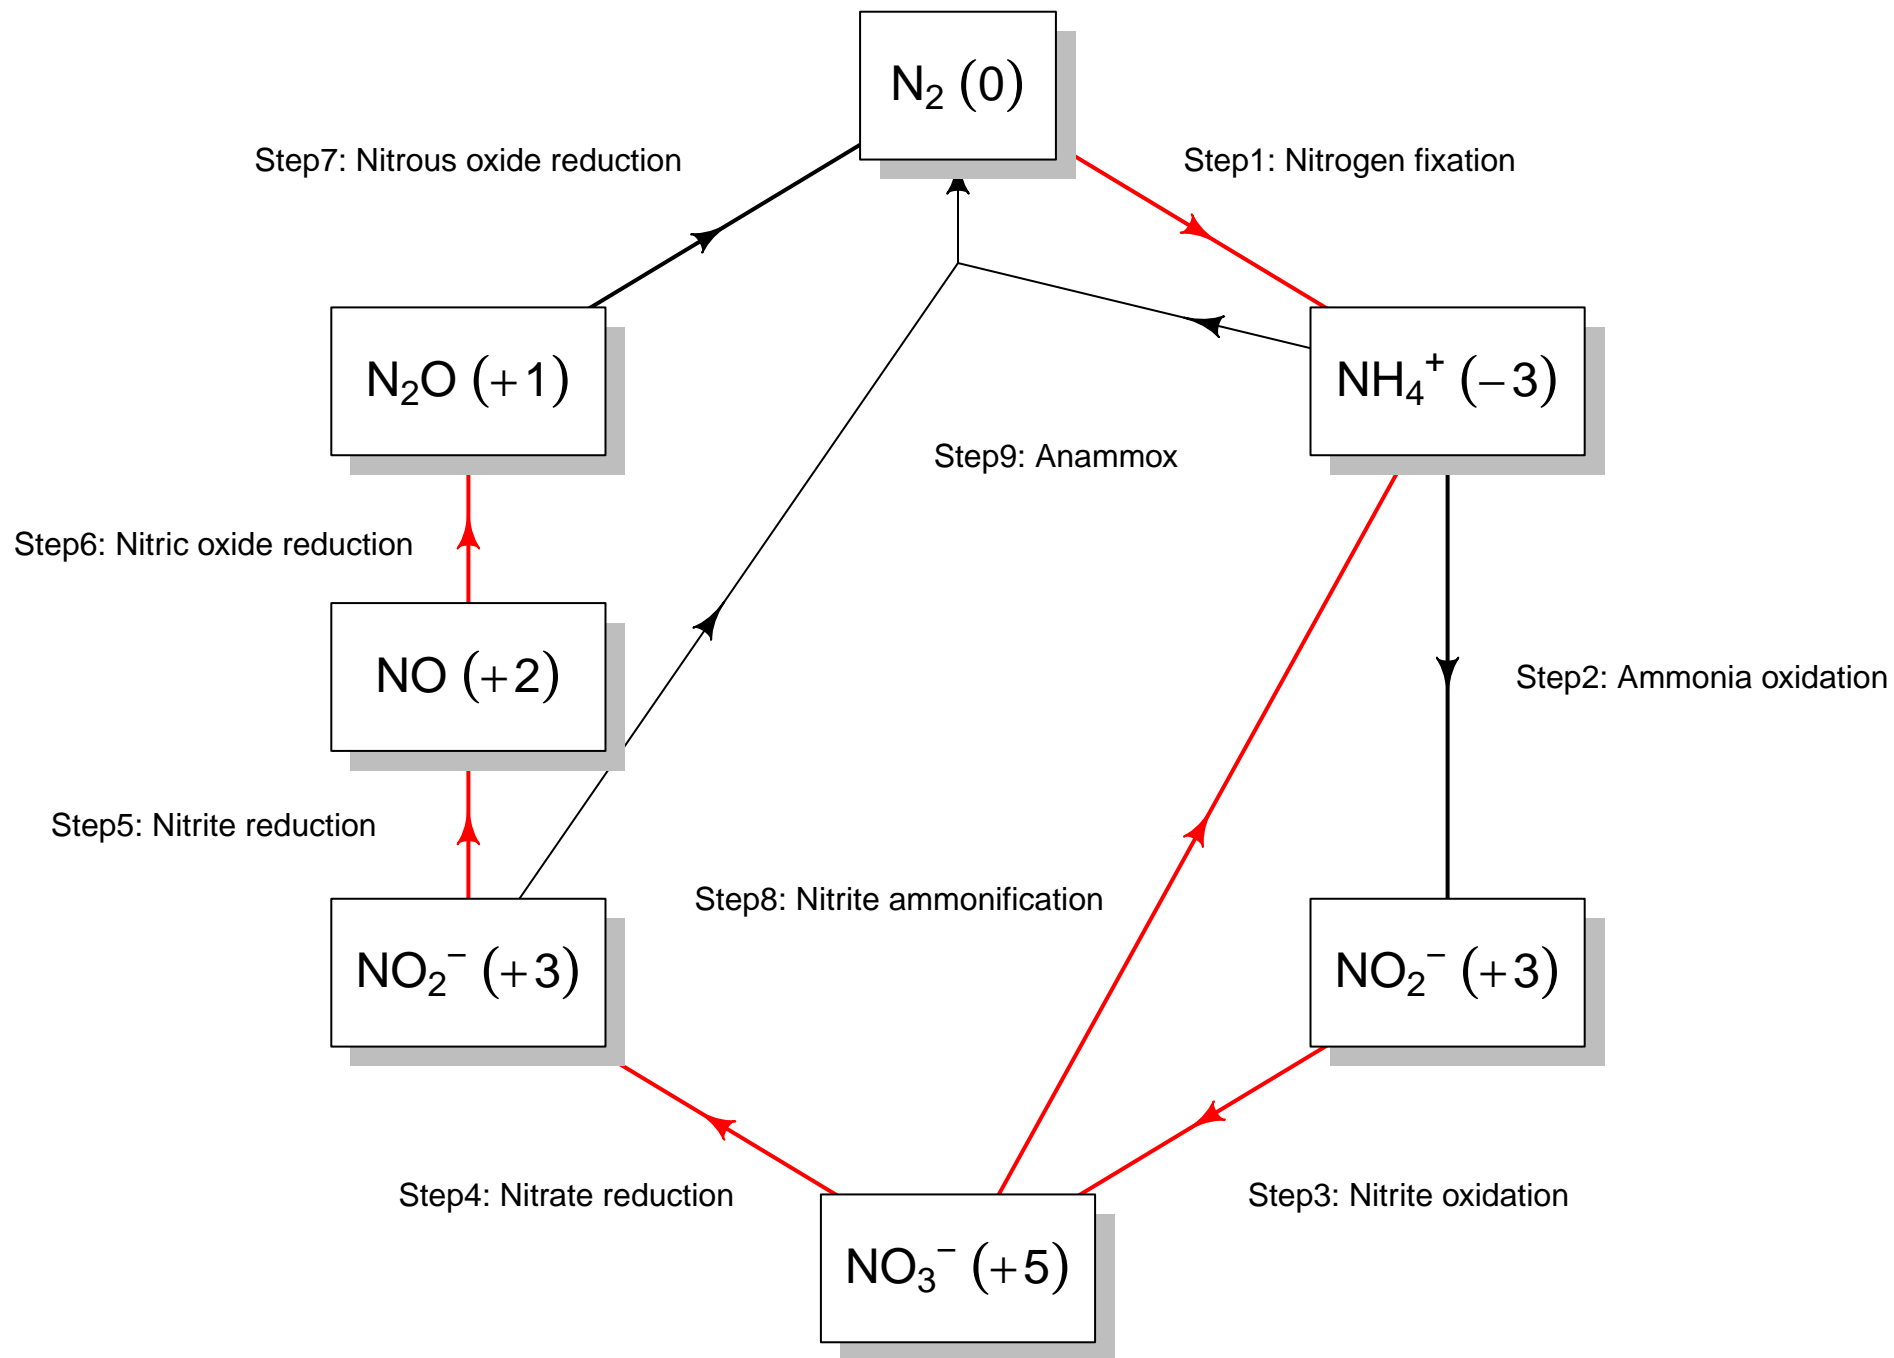 N₂ (0)
Step7: Nitrous oxide reduction
Step1: Nitrogen fixation
N₂O (+1)
NH₄⁺ (−3)
Step9: Anammox
Step6: Nitric oxide reduction
NO (+2)
Step2: Ammonia oxidation
Step5: Nitrite reduction
Step8: Nitrite ammonification
NO₂⁻ (+3)
NO₂⁻ (+3)
Step4: Nitrate reduction
Step3: Nitrite oxidation
NO₃⁻ (+5)